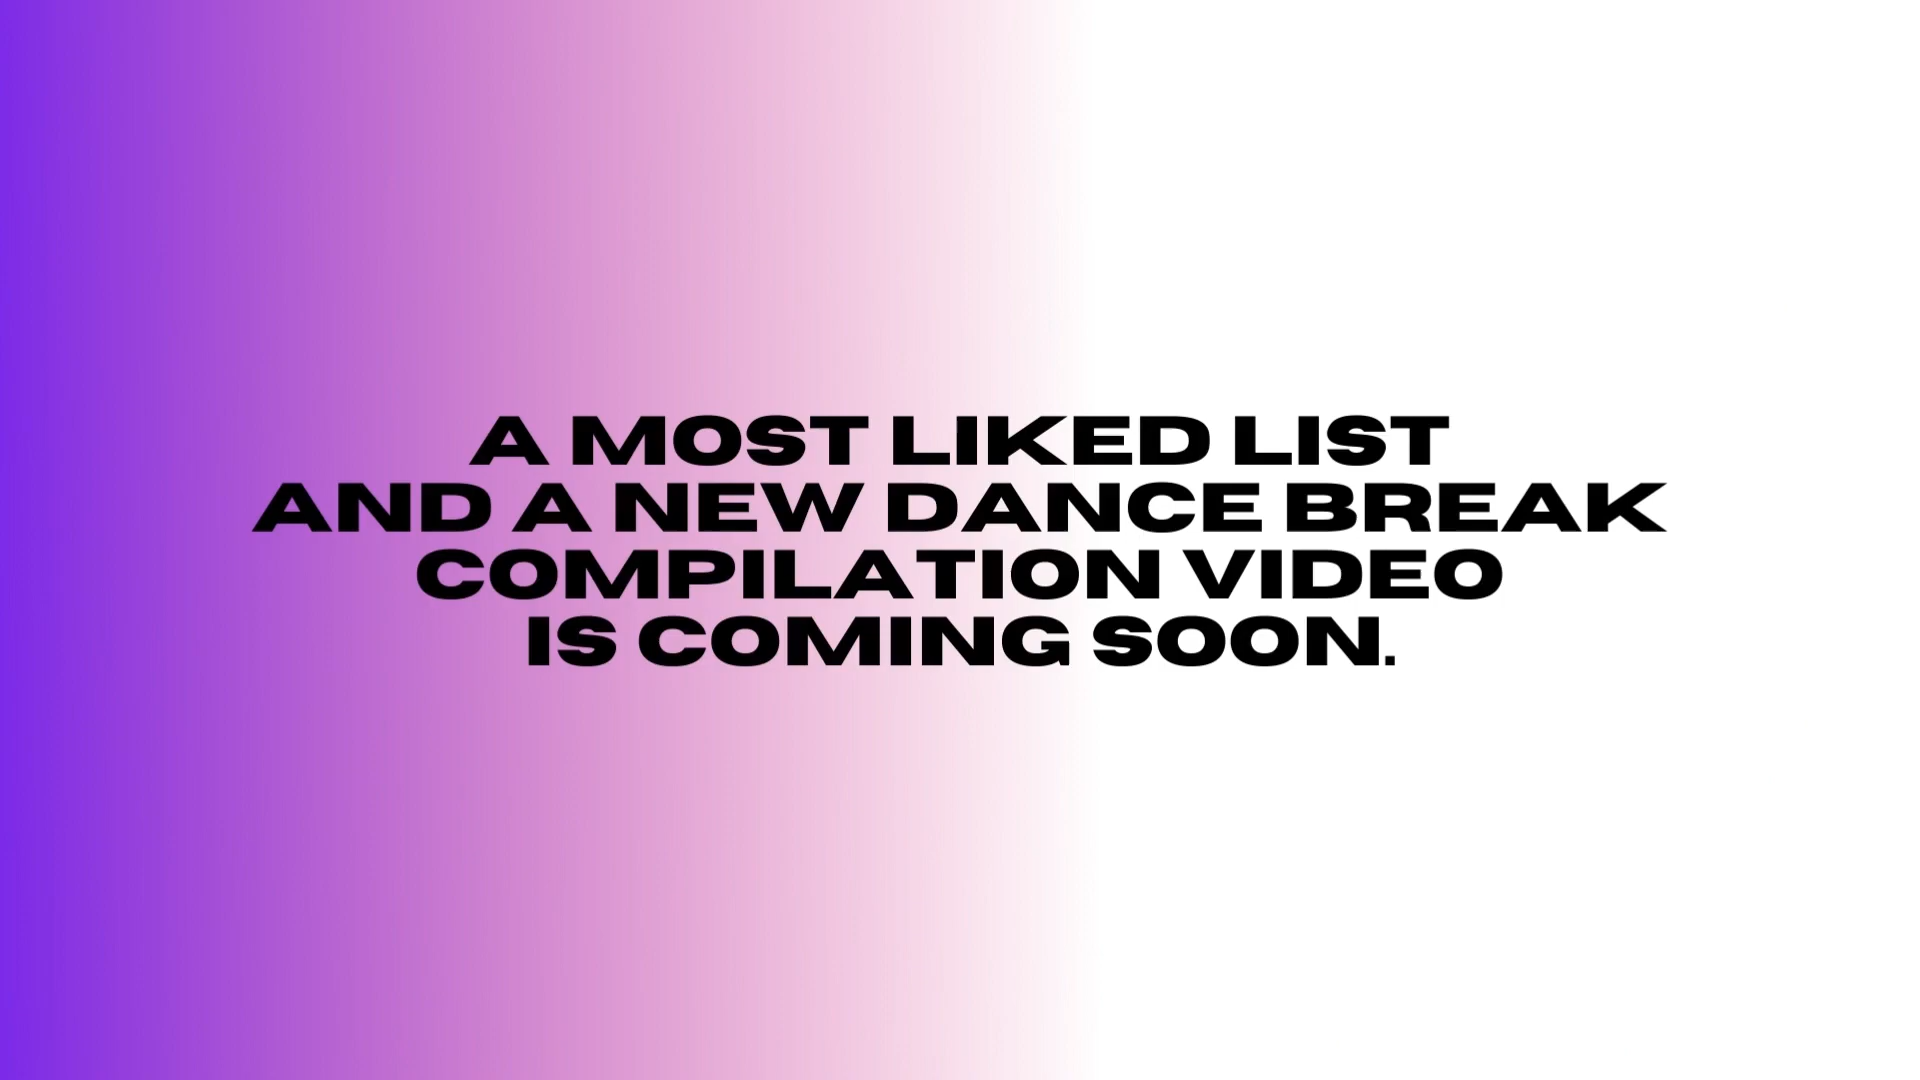 A MOST LIKED LIST
AND A NEW DANCE BREAK
COMPILATION VIDEO
IS COMING SOON.